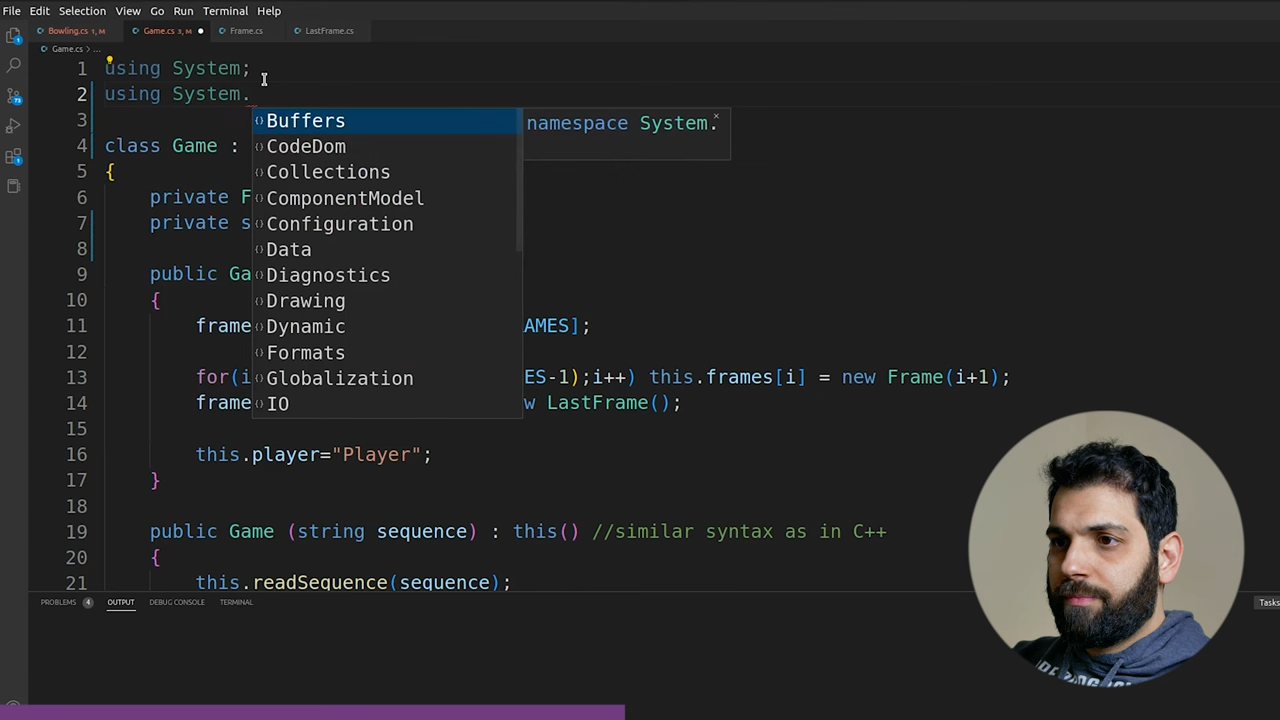 File Edit Selection View Go Run Terminal Help
Bowling.cs 1, M Game.cs 3, M Frame.cs LastFrame.cs
Game.cs > ...
1 using System;
2 using System.
3
4 class Game :
5 {
6 private F
7 private s
8
9 public Ga
10 {
11 frame AMES];
12
13 for(i ES-1);i++) this.frames[i] = new Frame(i+1);
14 frame w LastFrame();
15
16 this.player="Player";
17 }
18
19 public Game (string sequence) : this() //similar syntax as in C++
20 {
21 this.readSequence(sequence);
Buffers
CodeDom
Collections
ComponentModel
Configuration
Data
Diagnostics
Drawing
Dynamic
Formats
Globalization
IO
namespace System.
PROBLEMS 4 OUTPUT DEBUG CONSOLE TERMINAL Tasks